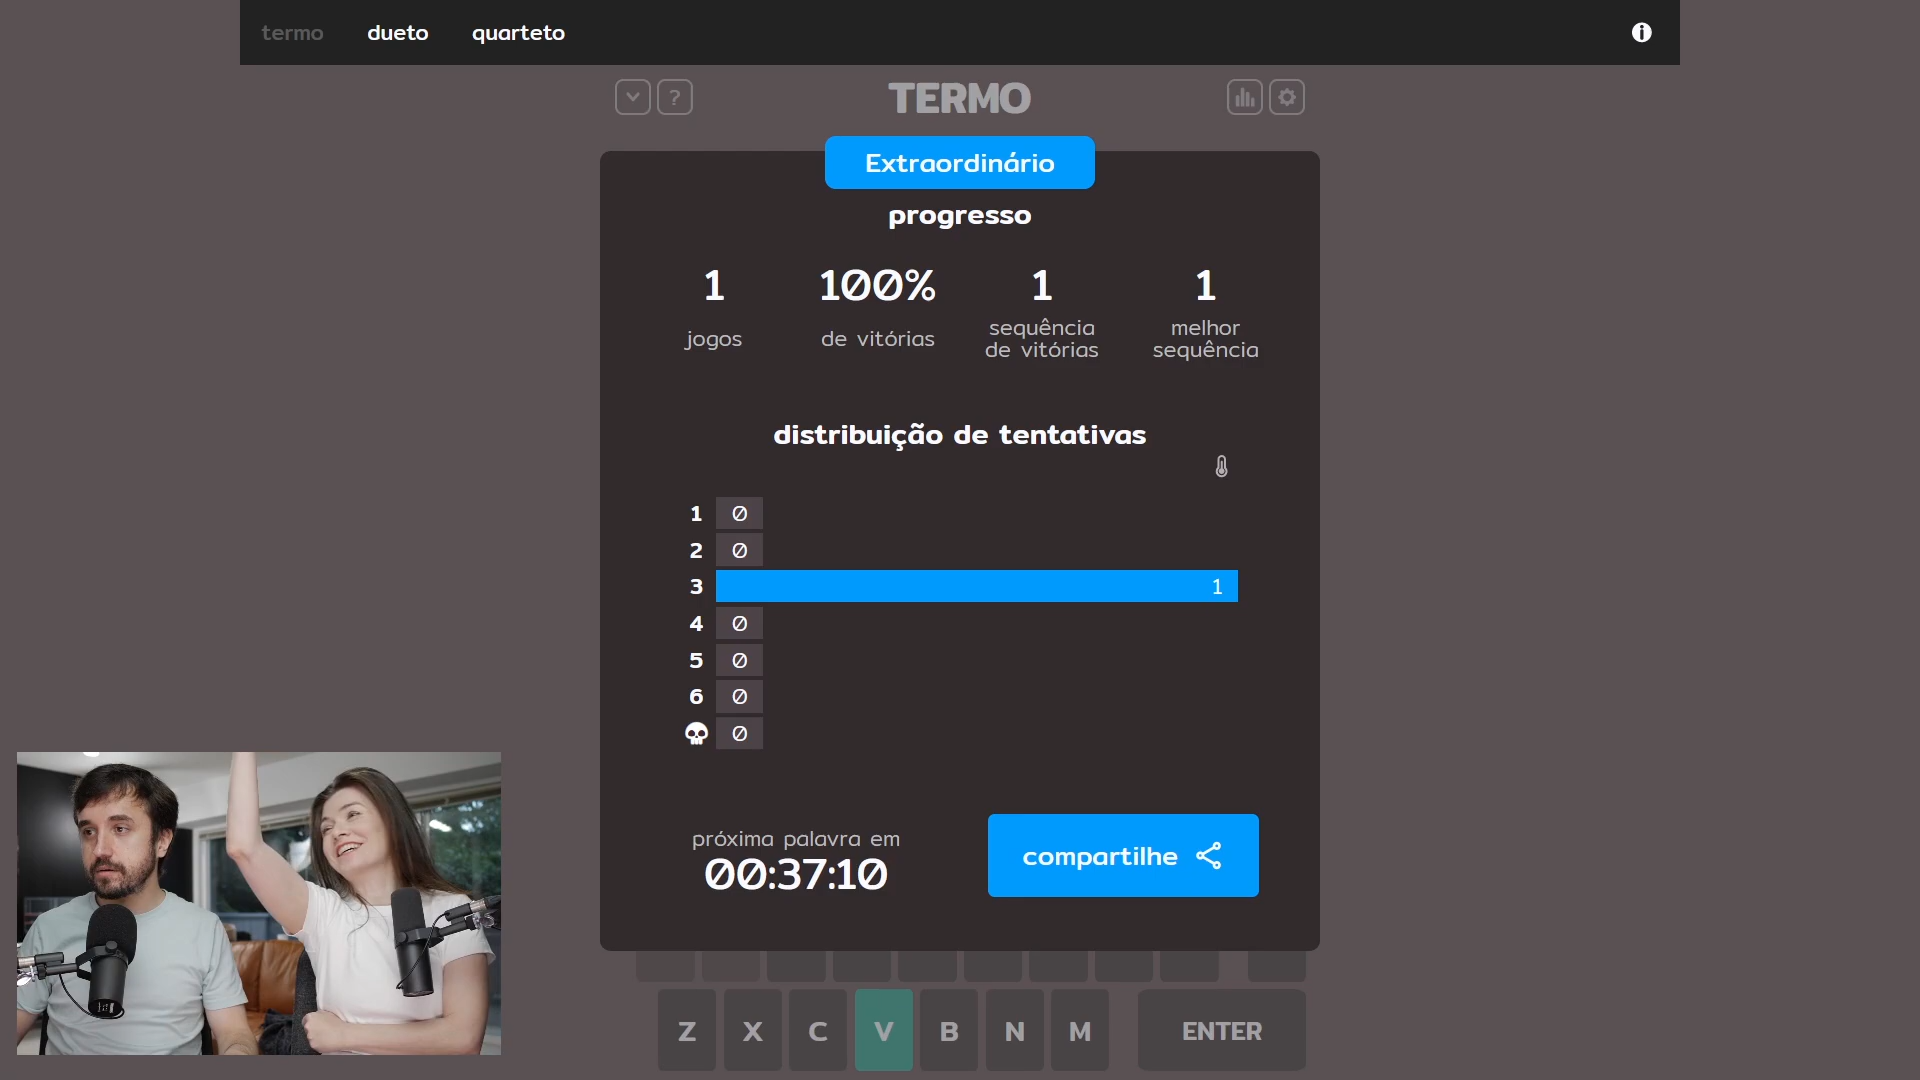 termo dueto quarteto
?
TERMO
Extraordinário
progresso
1 100% 1 1
jogos de vitórias sequência de vitórias melhor sequência
distribuição de tentativas
1 0
2 0
3 1
4 0
5 0
6 0
0
próxima palavra em
00:37:10
compartilhe
Z X C V B N M ENTER